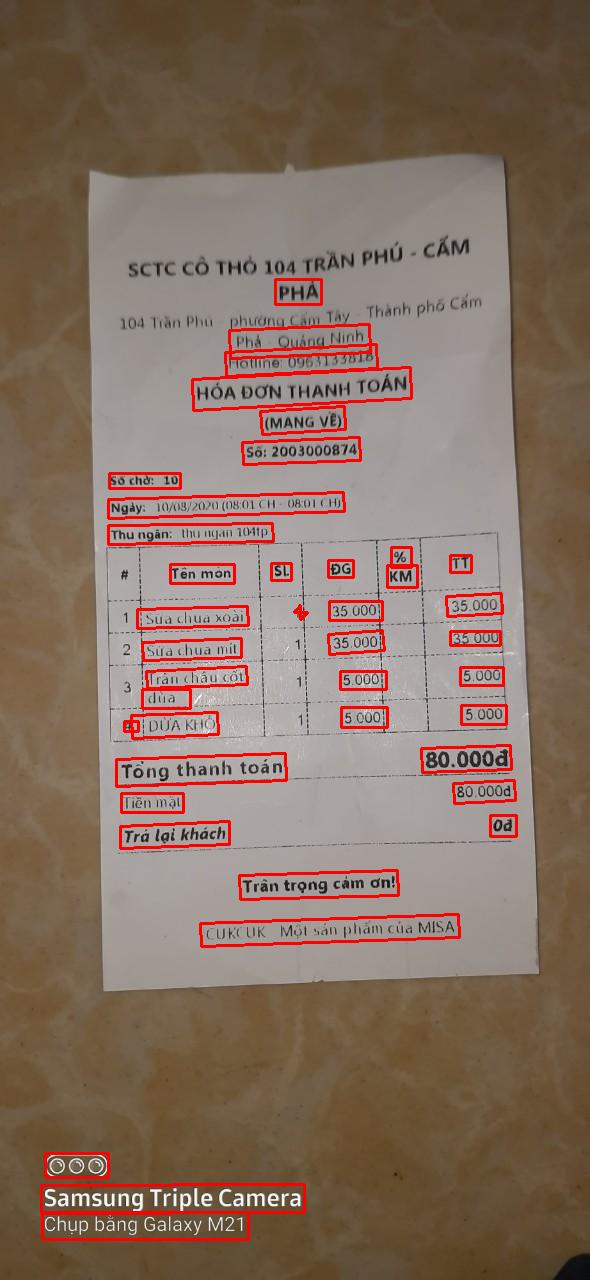 SCTC CÔ THỎ 104 TRẦN PHÚ - CẨM
PHẢ
104 Trần Phú - phường Cẩm Tây - Thành phố Cẩm
Phả - Quảng Ninh
Hotline: 0963133818
HÓA ĐƠN THANH TOÁN
(MANG VỀ)
Số: 2003000874
Số chờ: 10
Ngày: 10/08/2020 (08:01 CH - 08:01 CH)
Thu ngân: thu ngan 104tp
# Tên món SL ĐG % KM TT
1 Sữa chua xoài 35.000 35.000
2 Sữa chua mít 1 35.000 35.000
3 Trân châu cốt 1 5.000 5.000
dừa
4 DỪA KHÔ 1 5.000 5.000
Tổng thanh toán 80.000đ
Tiền mặt 80.000đ
Trả lại khách 0đ
Trân trọng cảm ơn!
CUKCUK - Một sản phẩm của MISA
Samsung Triple Camera
Chụp bằng Galaxy M21